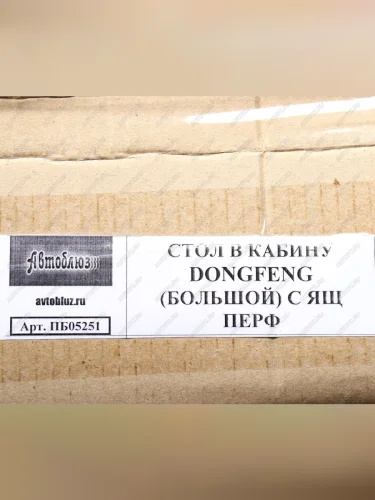 Автоблюз
avtobluz.ru
Арт. ПБ05251
СТОЛ В КАБИНУ
DONGFENG
(БОЛЬШОЙ) С ЯЩ
ПЕРФ